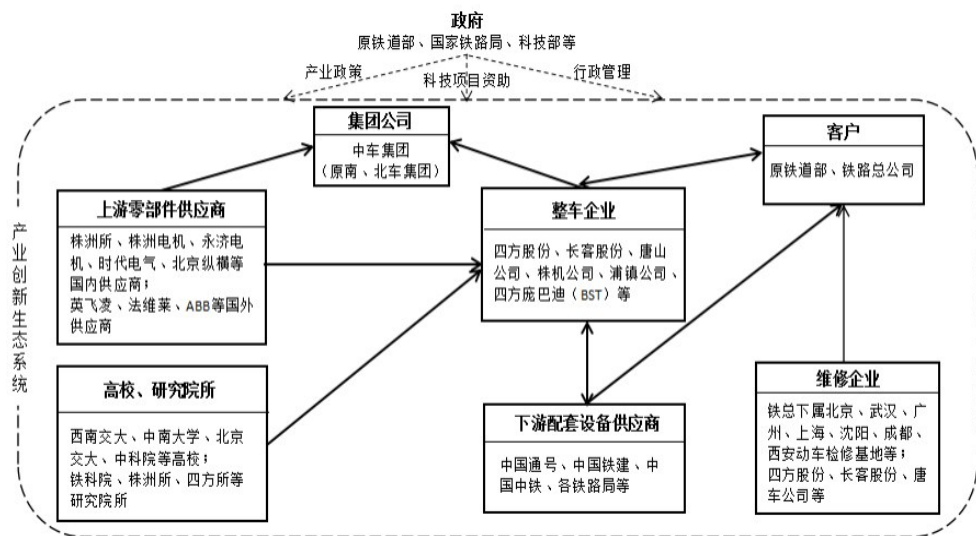 政府
原铁道部、国家铁路局、科技部等
产业政策
科技项目资助
行政管理
产业创新生态系统
集团公司
中车集团
（原南、北车集团）
客户
原铁道部、铁路总公司
上游零部件供应商
株洲所、株洲电机、永济电
机、时代电气、北京纵横等
国内供应商；
英飞凌、法维莱、ABB等国外
供应商
整车企业
四方股份、长客股份、唐山
公司、株机公司、浦镇公司、
四方庞巴迪（BST）等
高校、研究院所
西南交大、中南大学、北京
交大、中科院等高校；
铁科院、株洲所、四方所等
研究院所
下游配套设备供应商
中国通号、中国铁建、中
国中铁、各铁路局等
维修企业
铁总下属北京、武汉、广
州、上海、沈阳、成都、
西安动车检修基地等；
四方股份、长客股份、唐
车公司等